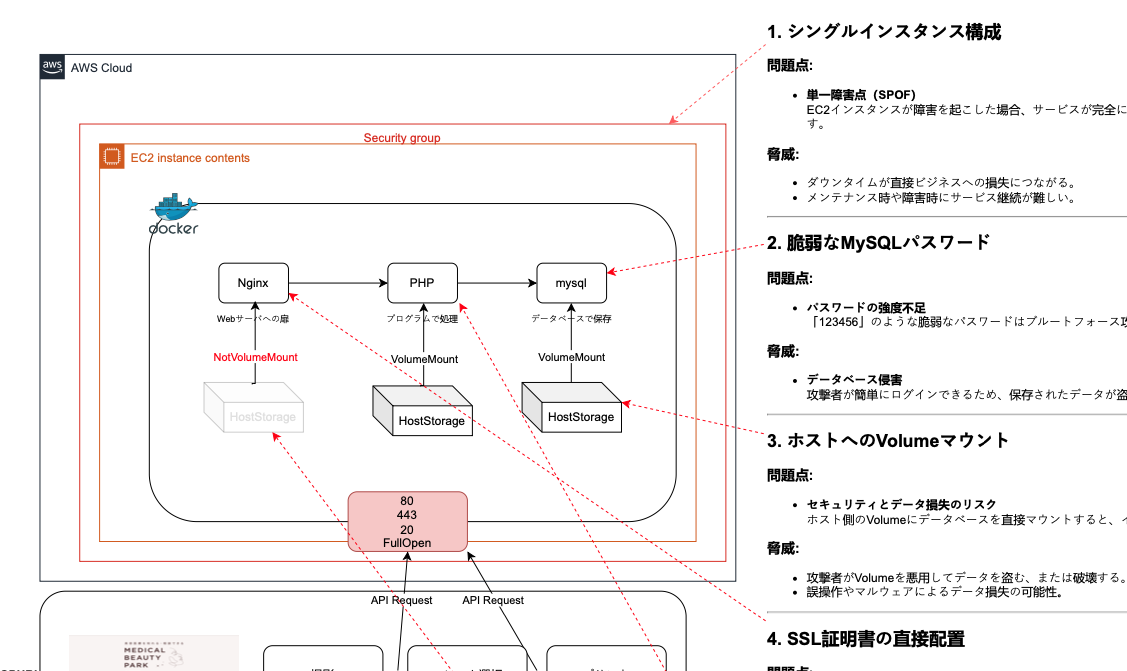 aws
AWS Cloud
Security group
EC2 instance contents
docker
Nginx
PHP
mysql
Webサーバへの扉
プログラムで処理
データベースで保存
NotVolumeMount
VolumeMount
VolumeMount
HostStorage
HostStorage
HostStorage
80
443
20
FullOpen
API Request
API Request
MEDICAL
BEAUTY
PARK
1. シングルインスタンス構成
問題点:
• 単一障害点（SPOF）
EC2インスタンスが障害を起こした場合、サービスが完全に
す。
脅威:
• ダウンタイムが直接ビジネスへの損失につながる。
• メンテナンス時や障害時にサービス継続が難しい。
2. 脆弱なMySQLパスワード
問題点:
• パスワードの強度不足
「123456」のような脆弱なパスワードはブルートフォース攻
脅威:
• データベース侵害
攻撃者が簡単にログインできるため、保存されたデータが盗
3. ホストへのVolumeマウント
問題点:
• セキュリティとデータ損失のリスク
ホスト側のVolumeにデータベースを直接マウントすると、イ
脅威:
• 攻撃者がVolumeを悪用してデータを盗む、または破壊する。
• 誤操作やマルウェアによるデータ損失の可能性。
4. SSL証明書の直接配置
問題点: